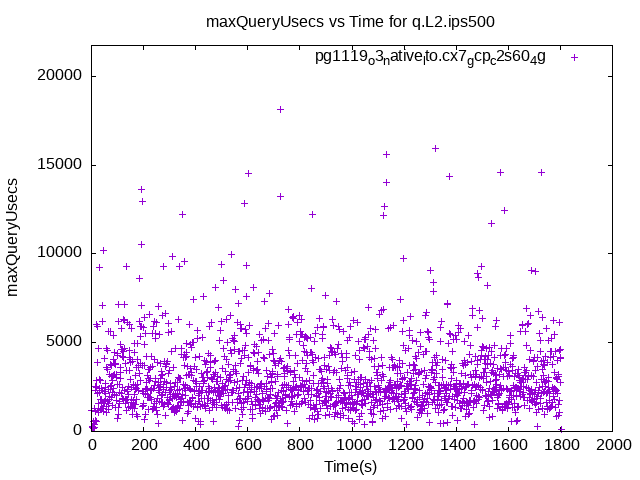 maxQueryUsecs vs Time for q.L2.ips500
pg1119o3native lto.cx7gcpc2s604g
20000
15000
10000
5000
0
maxQueryUsecs
0 200 400 600 800 1000 1200 1400 1600 1800 2000
Time(s)